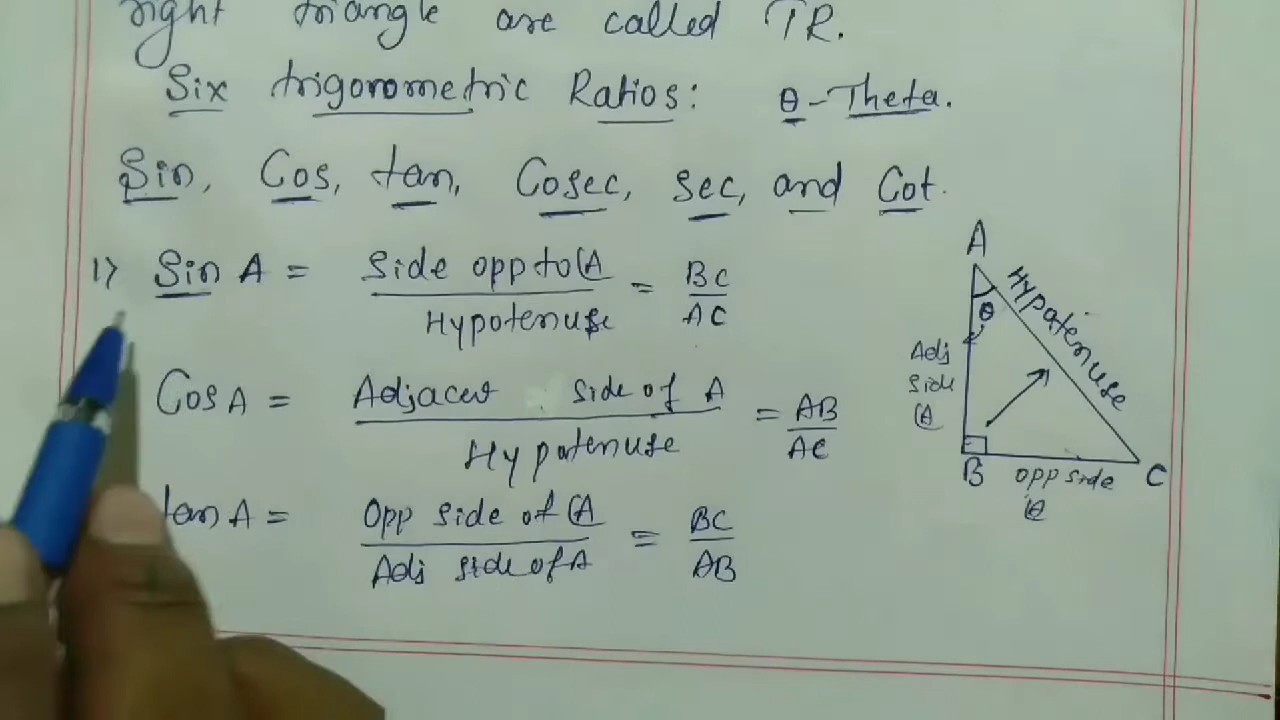 right triangle are called TR.
Six trigonometric Ratios: θ-Theta.
Sin, Cos, tan, Cosec, sec, and Cot.
1) Sin A = Side opp to A / Hypotenuse = BC / AC
Cos A = Adjacent side of A / Hypotenuse = AB / AC
tan A = Opp side of A / Adj side of A = BC / AB
A
θ
Hypotenuse
Adj
side
A
B
opp side
C